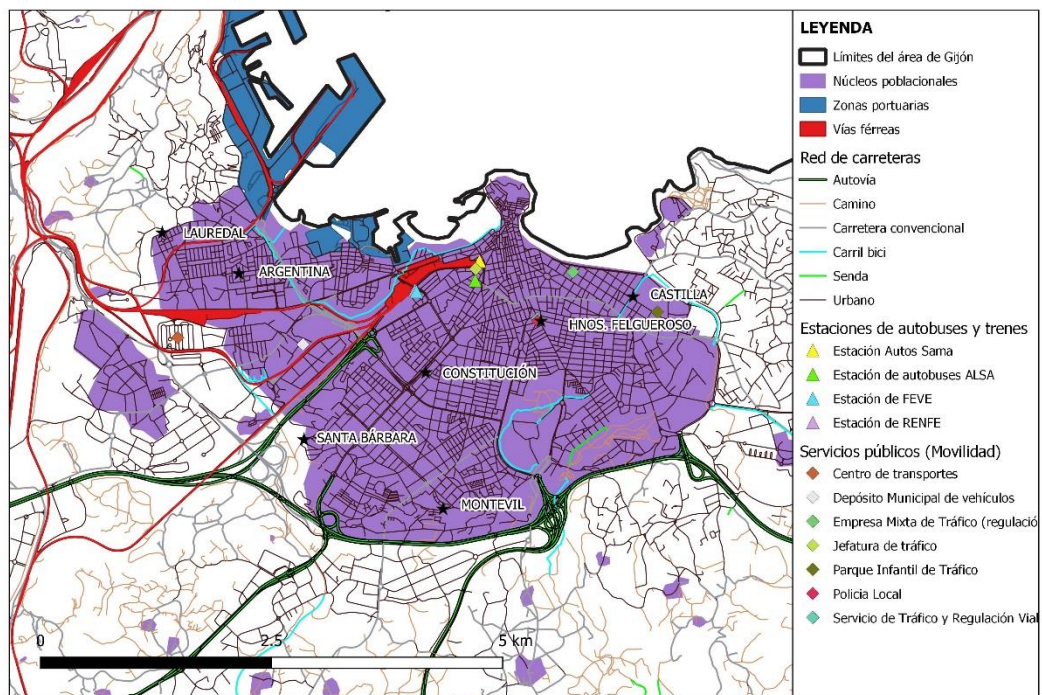 LEYENDA
Límites del área de Gijón
Núcleos poblacionales
Zonas portuarias
Vías férreas
Red de carreteras
Autovía
Camino
Carretera convencional
Carril bici
Senda
Urbano
Estaciones de autobuses y trenes
Estación Autos Sama
Estación de autobuses ALSA
Estación de FEVE
Estación de RENFE
Servicios públicos (Movilidad)
Centro de transportes
Depósito Municipal de vehículos
Empresa Mixta de Tráfico (regulació
Jefatura de tráfico
Parque Infantil de Tráfico
Policia Local
Servicio de Tráfico y Regulación Vial
LAUREDAL
ARGENTINA
CASTILLA
HNOS. FELGUEROSO
CONSTITUCIÓN
SANTA BÁRBARA
MONTEVIL
0 2.5 5 km